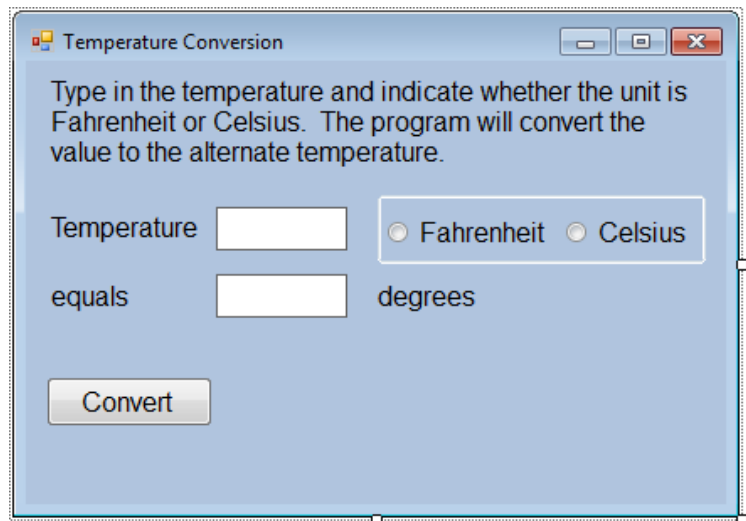 Temperature Conversion
Type in the temperature and indicate whether the unit is
Fahrenheit or Celsius.  The program will convert the
value to the alternate temperature.
Temperature Fahrenheit Celsius
equals degrees
Convert